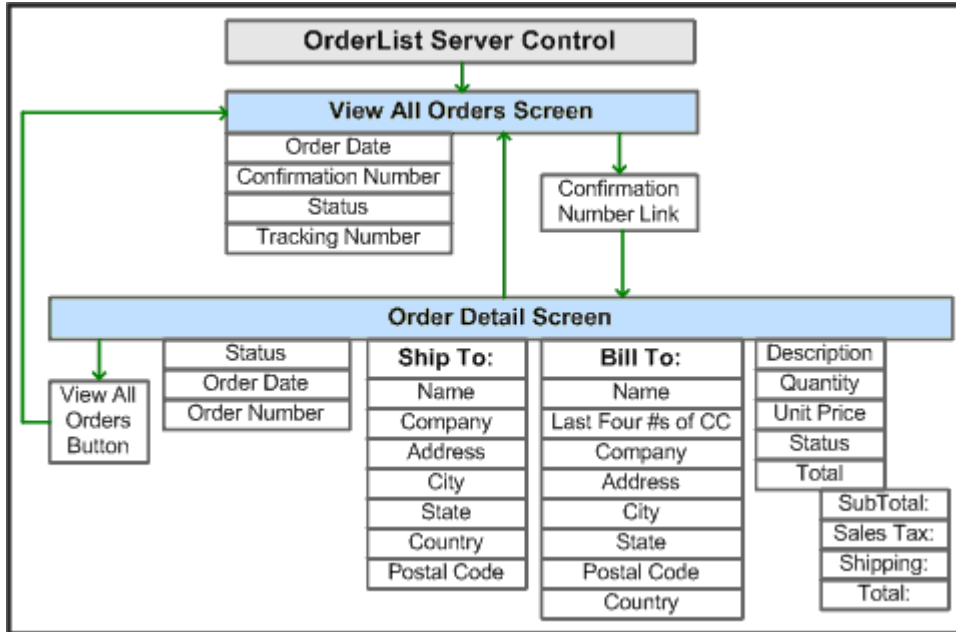 OrderList Server Control
View All Orders Screen
Order Date
Confirmation Number
Status
Tracking Number
Confirmation
Number Link
Order Detail Screen
View All
Orders
Button
Status
Order Date
Order Number
Ship To:
Name
Company
Address
City
State
Country
Postal Code
Bill To:
Name
Last Four #s of CC
Company
Address
City
State
Postal Code
Country
Description
Quantity
Unit Price
Status
Total
SubTotal:
Sales Tax:
Shipping:
Total: